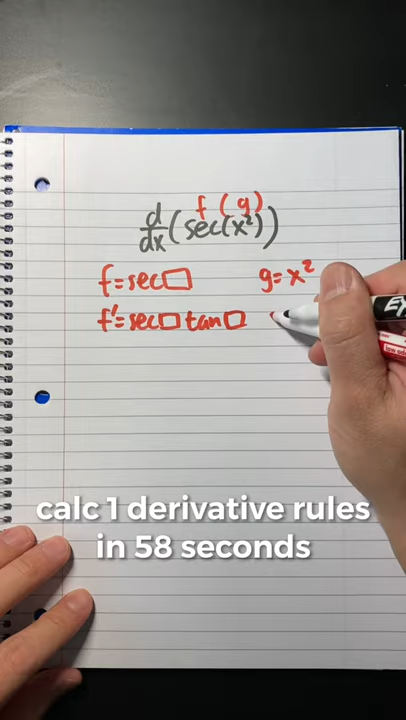 f (g)
d/dx (sec(x²))
f=sec□ g=x²
f'=sec□ tan□
calc 1 derivative rules
in 58 seconds